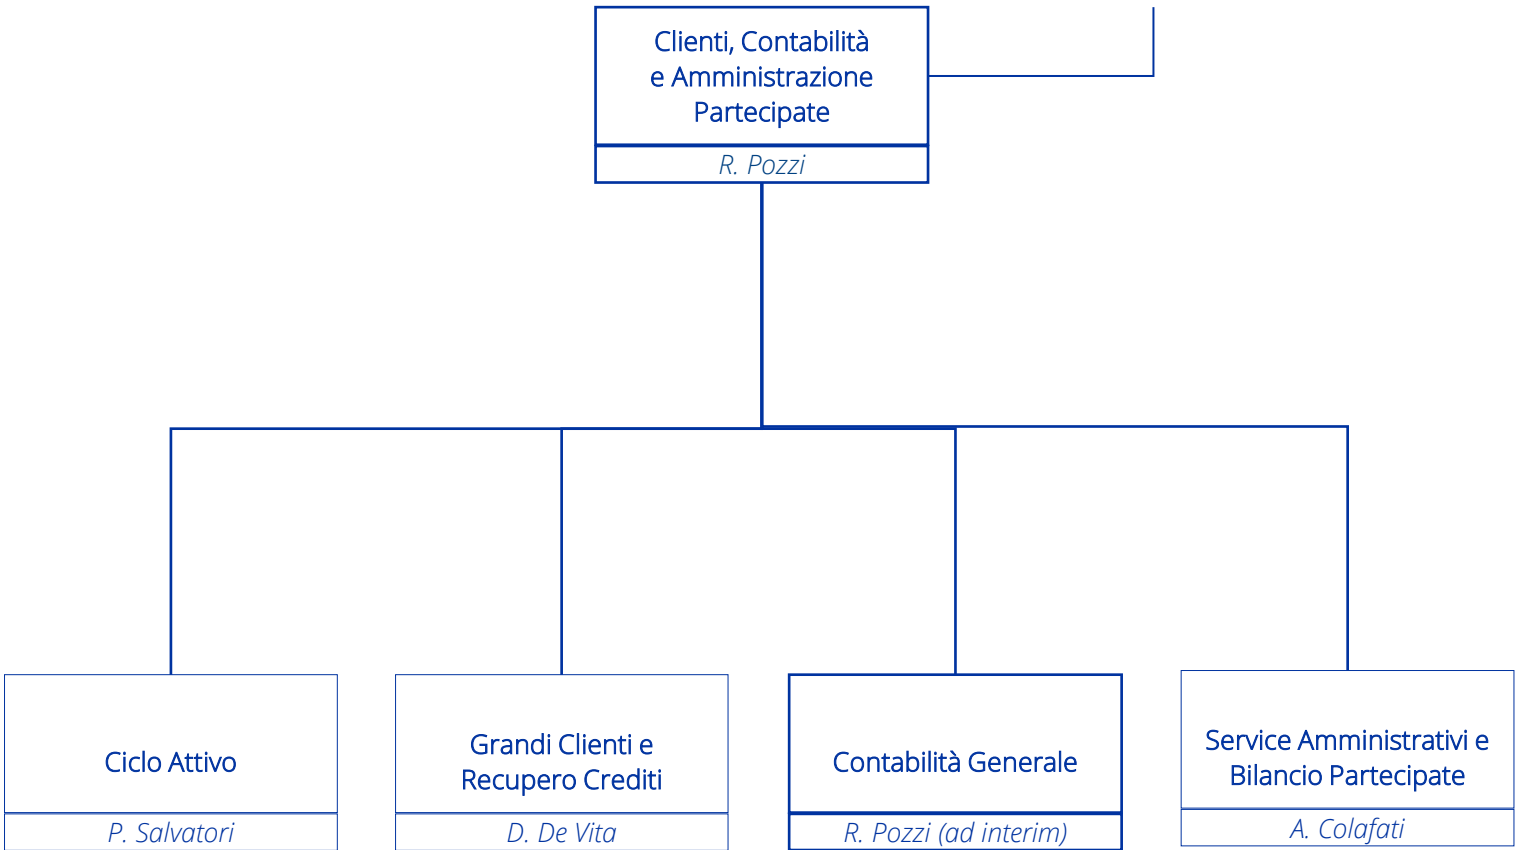 Clienti, Contabilità
e Amministrazione
Partecipate
R. Pozzi
Ciclo Attivo
P. Salvatori
Grandi Clienti e
Recupero Crediti
D. De Vita
Contabilità Generale
R. Pozzi (ad interim)
Service Amministrativi e
Bilancio Partecipate
A. Colafati